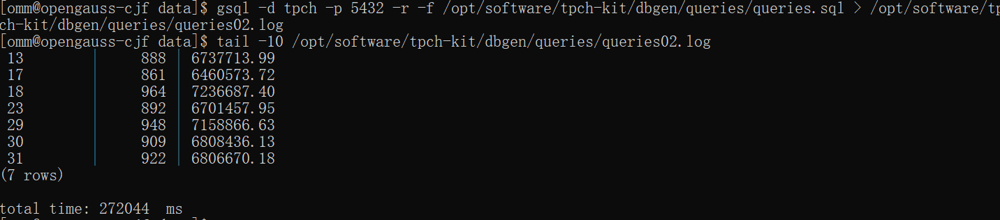 [omm@opengauss-cjf data]$ gsql -d tpch -p 5432 -r -f /opt/software/tpch-kit/dbgen/queries/queries.sql > /opt/software/tp
ch-kit/dbgen/queries/queries02.log
[omm@opengauss-cjf data]$ tail -10 /opt/software/tpch-kit/dbgen/queries/queries02.log
13 | 888 | 6737713.99
17 | 861 | 6460573.72
18 | 964 | 7236687.40
23 | 892 | 6701457.95
29 | 948 | 7158866.63
30 | 909 | 6808436.13
31 | 922 | 6806670.18
(7 rows)
total time: 272044  ms